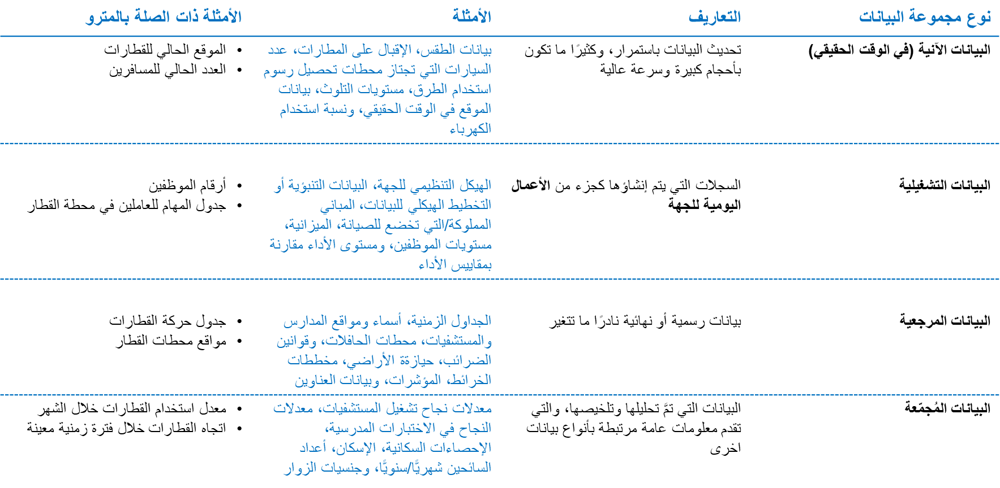 نوع مجموعة البيانات
التعاريف
الأمثلة
الأمثلة ذات الصلة بالمترو
البيانات الآنية (في الوقت الحقيقي)
تحديث البيانات باستمرار، وكثيرًا ما تكون
بأحجام كبيرة وسرعة عالية
بيانات الطقس، الإقبال على المطارات، عدد
السيارات التي تجتاز محطات تحصيل رسوم
استخدام الطرق، مستويات التلوث، بيانات
الموقع في الوقت الحقيقي، ونسبة استخدام
الكهرباء
• الموقع الحالي للقطارات
• العدد الحالي للمسافرين
البيانات التشغيلية
السجلات التي يتم إنشاؤها كجزء من الأعمال
اليومية للجهة
الهيكل التنظيمي للجهة، البيانات التنبؤية أو
التخطيط الهيكلي للبيانات، المباني
المملوكة/التي تخضع للصيانة، الميزانية،
مستويات الموظفين، ومستوى الأداء مقارنة
بمقاييس الأداء
• أرقام الموظفين
• جدول المهام للعاملين في محطة القطار
البيانات المرجعية
بيانات رسمية أو نهائية نادرًا ما تتغير
الجداول الزمنية، أسماء ومواقع المدارس
والمستشفيات، محطات الحافلات، وقوانين
الضرائب، حيازةة الأراضي، مخططات
الخرائط، المؤشرات، وبيانات العناوين
• جدول حركة القطارات
• مواقع محطات القطار
البيانات المُجمّعة
البيانات التي تمَّ تحليلها وتلخيصها، والتي
تقدم معلومات عامة مرتبطة بأنواع بيانات
اخرى
معدلات نجاح تشغيل المستشفيات، معدلات
النجاح في الاختبارات المدرسية،
الإحصاءات السكانية، الإسكان، أعداد
السائحين شهريًّا/سنويًّا، وجنسيات الزوار
• معدل استخدام القطارات خلال الشهر
• اتجاه القطارات خلال فترة زمنية معينة